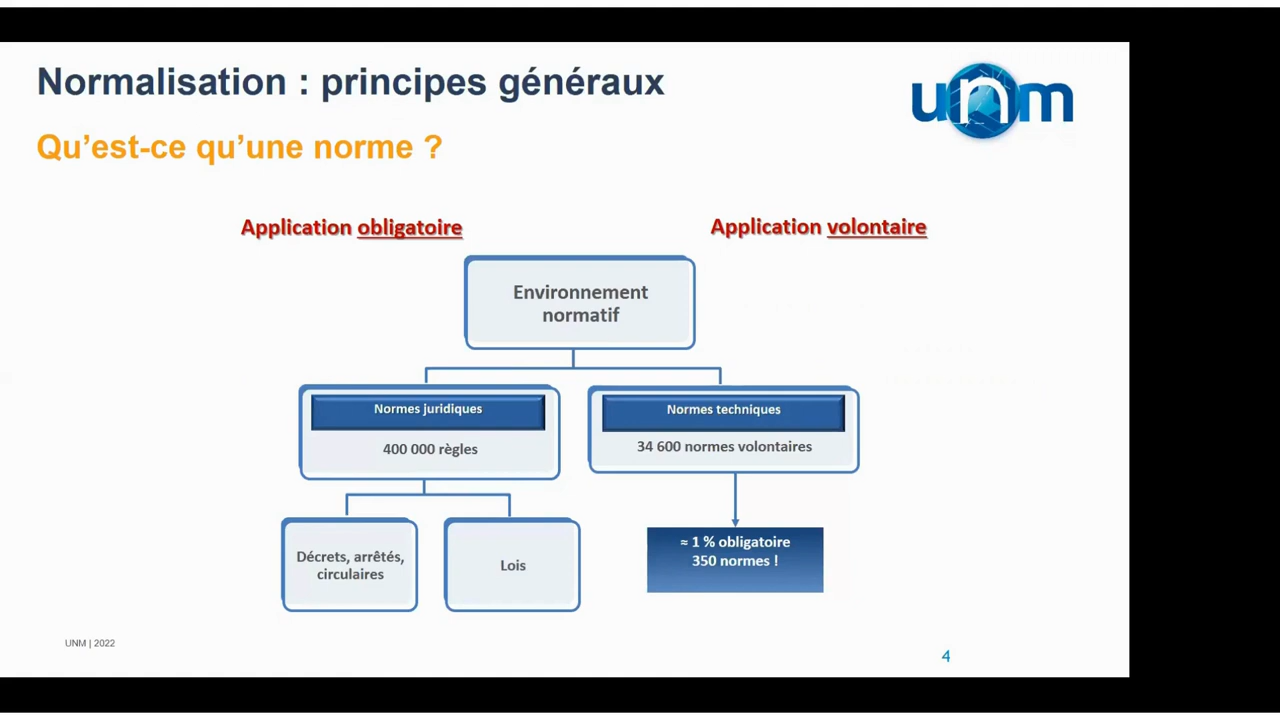 Normalisation : principes généraux
unm
Qu'est-ce qu'une norme ?
Application obligatoire
Application volontaire
Environnement
normatif
Normes juridiques
400 000 règles
Normes techniques
34 600 normes volontaires
Décrets, arrêtés,
circulaires
Lois
≈ 1 % obligatoire
350 normes !
UNM | 2022
4